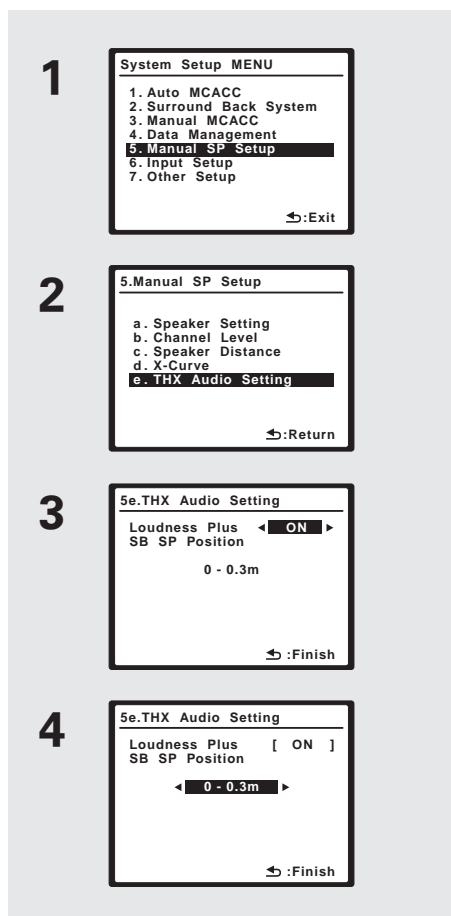 1
System Setup MENU
1. Auto MCACC
2. Surround Back System
3. Manual MCACC
4. Data Management
5. Manual SP Setup
6. Input Setup
7. Other Setup
:Exit
2
5.Manual SP Setup
a. Speaker Setting
b. Channel Level
c. Speaker Distance
d. X-Curve
e. THX Audio Setting
:Return
3
5e.THX Audio Setting
Loudness Plus ON
SB SP Position
0 - 0.3m
:Finish
4
5e.THX Audio Setting
Loudness Plus [ ON ]
SB SP Position
0 - 0.3m
:Finish